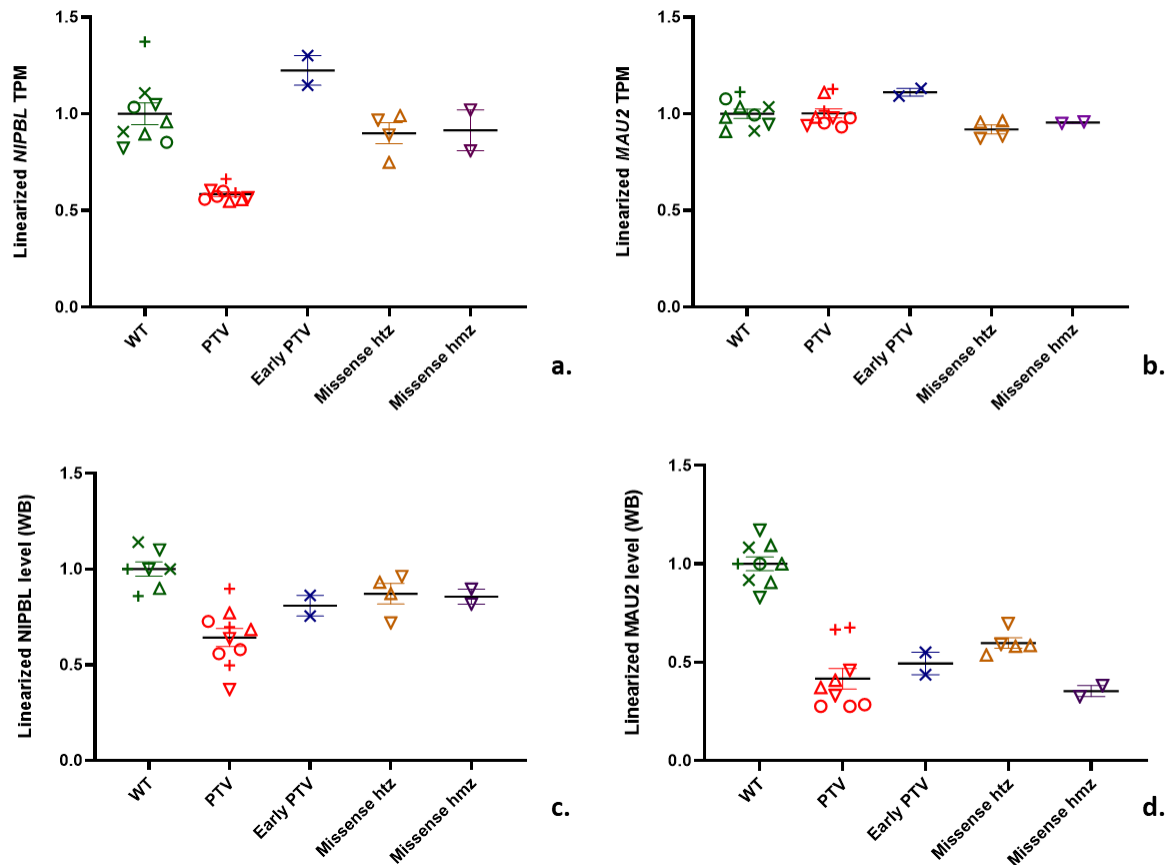 Linearized NIPBL TPM
1.5
1.0
0.5
0.0
WT
PTV
Early PTV
Missense htz
Missense hmz
a.
Linearized MAU2 TPM
1.5
1.0
0.5
0.0
WT
PTV
Early PTV
Missense htz
Missense hmz
b.
Linearized NIPBL level (WB)
1.5
1.0
0.5
0.0
WT
PTV
Early PTV
Missense htz
Missense hmz
c.
Linearized MAU2 level (WB)
1.5
1.0
0.5
0.0
WT
PTV
Early PTV
Missense htz
Missense hmz
d.